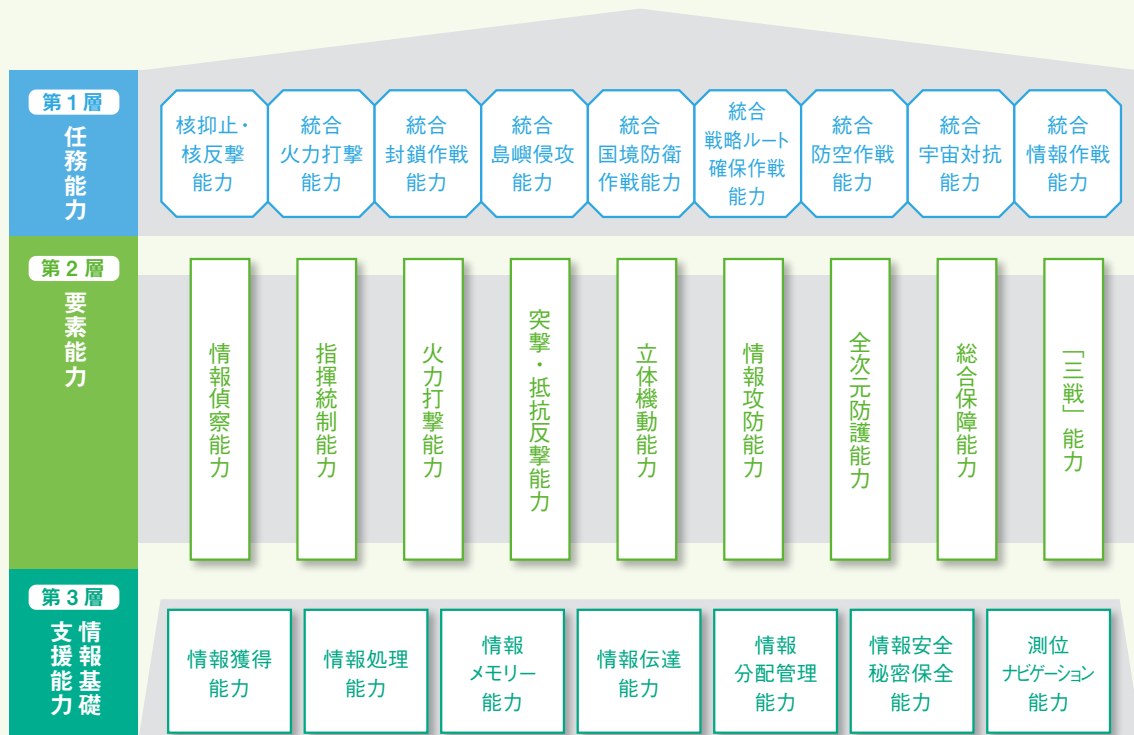 第1層
任務能力
核抑止・
核反撃
能力
統合
火力打撃
能力
統合
封鎖作戦
能力
統合
島嶼侵攻
能力
統合
国境防衛
作戦能力
統合
戦略ルート
確保作戦
能力
統合
防空作戦
能力
統合
宇宙対抗
能力
統合
情報作戦
能力
第2層
要素能力
情報偵察能力
指揮統制能力
火力打撃能力
突撃・抵抗反撃能力
立体機動能力
情報攻防能力
全次元防護能力
総合保障能力
「三戦」能力
第3層
情報基礎
支援能力
情報獲得
能力
情報処理
能力
情報
メモリー
能力
情報伝達
能力
情報
分配管理
能力
情報安全
秘密保全
能力
測位
ナビゲーション
能力